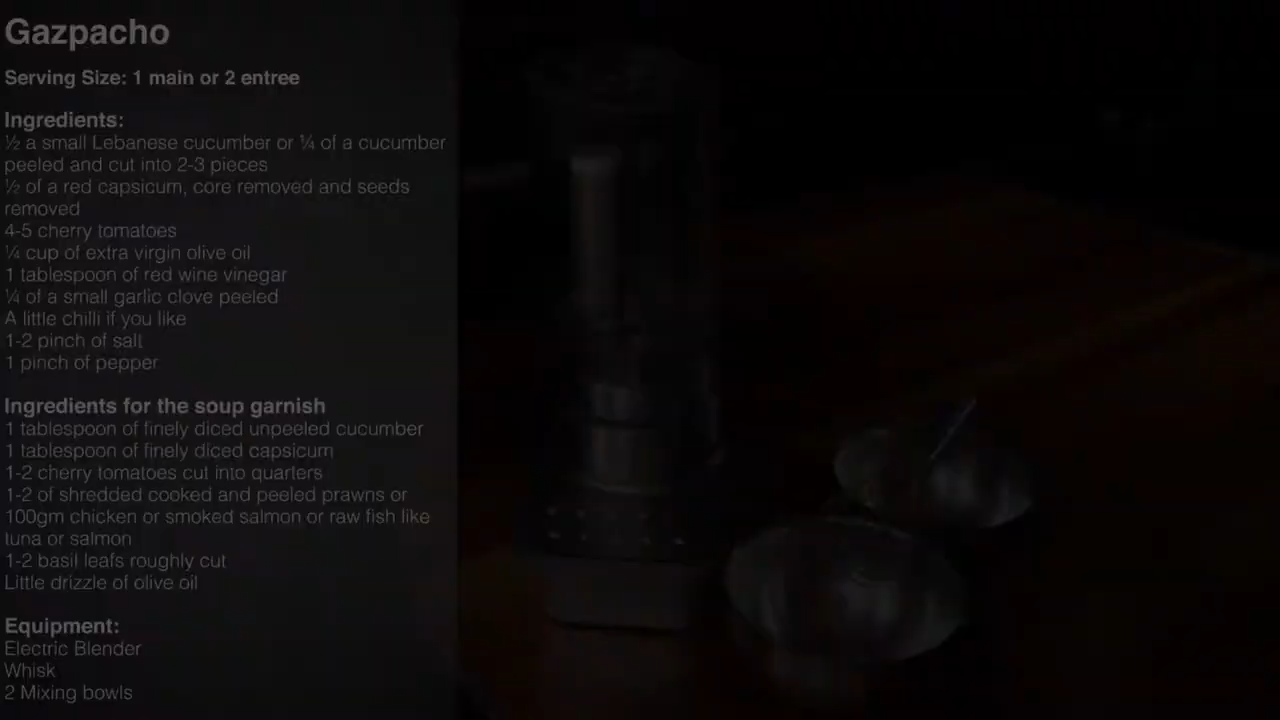 Gazpacho
Serving Size: 1 main or 2 entree
Ingredients:
½ a small Lebanese cucumber or ¼ of a cucumber
peeled and cut into 2-3 pieces
½ of a red capsicum, core removed and seeds
removed
4-5 cherry tomatoes
¼ cup of extra virgin olive oil
1 tablespoon of red wine vinegar
¼ of a small garlic clove peeled
A little chilli if you like
1-2 pinch of salt
1 pinch of pepper
Ingredients for the soup garnish
1 tablespoon of finely diced unpeeled cucumber
1 tablespoon of finely diced capsicum
1-2 cherry tomatoes cut into quarters
1-2 of shredded cooked and peeled prawns or
100gm chicken or smoked salmon or raw fish like
tuna or salmon
1-2 basil leafs roughly cut
Little drizzle of olive oil
Equipment:
Electric Blender
Whisk
2 Mixing bowls